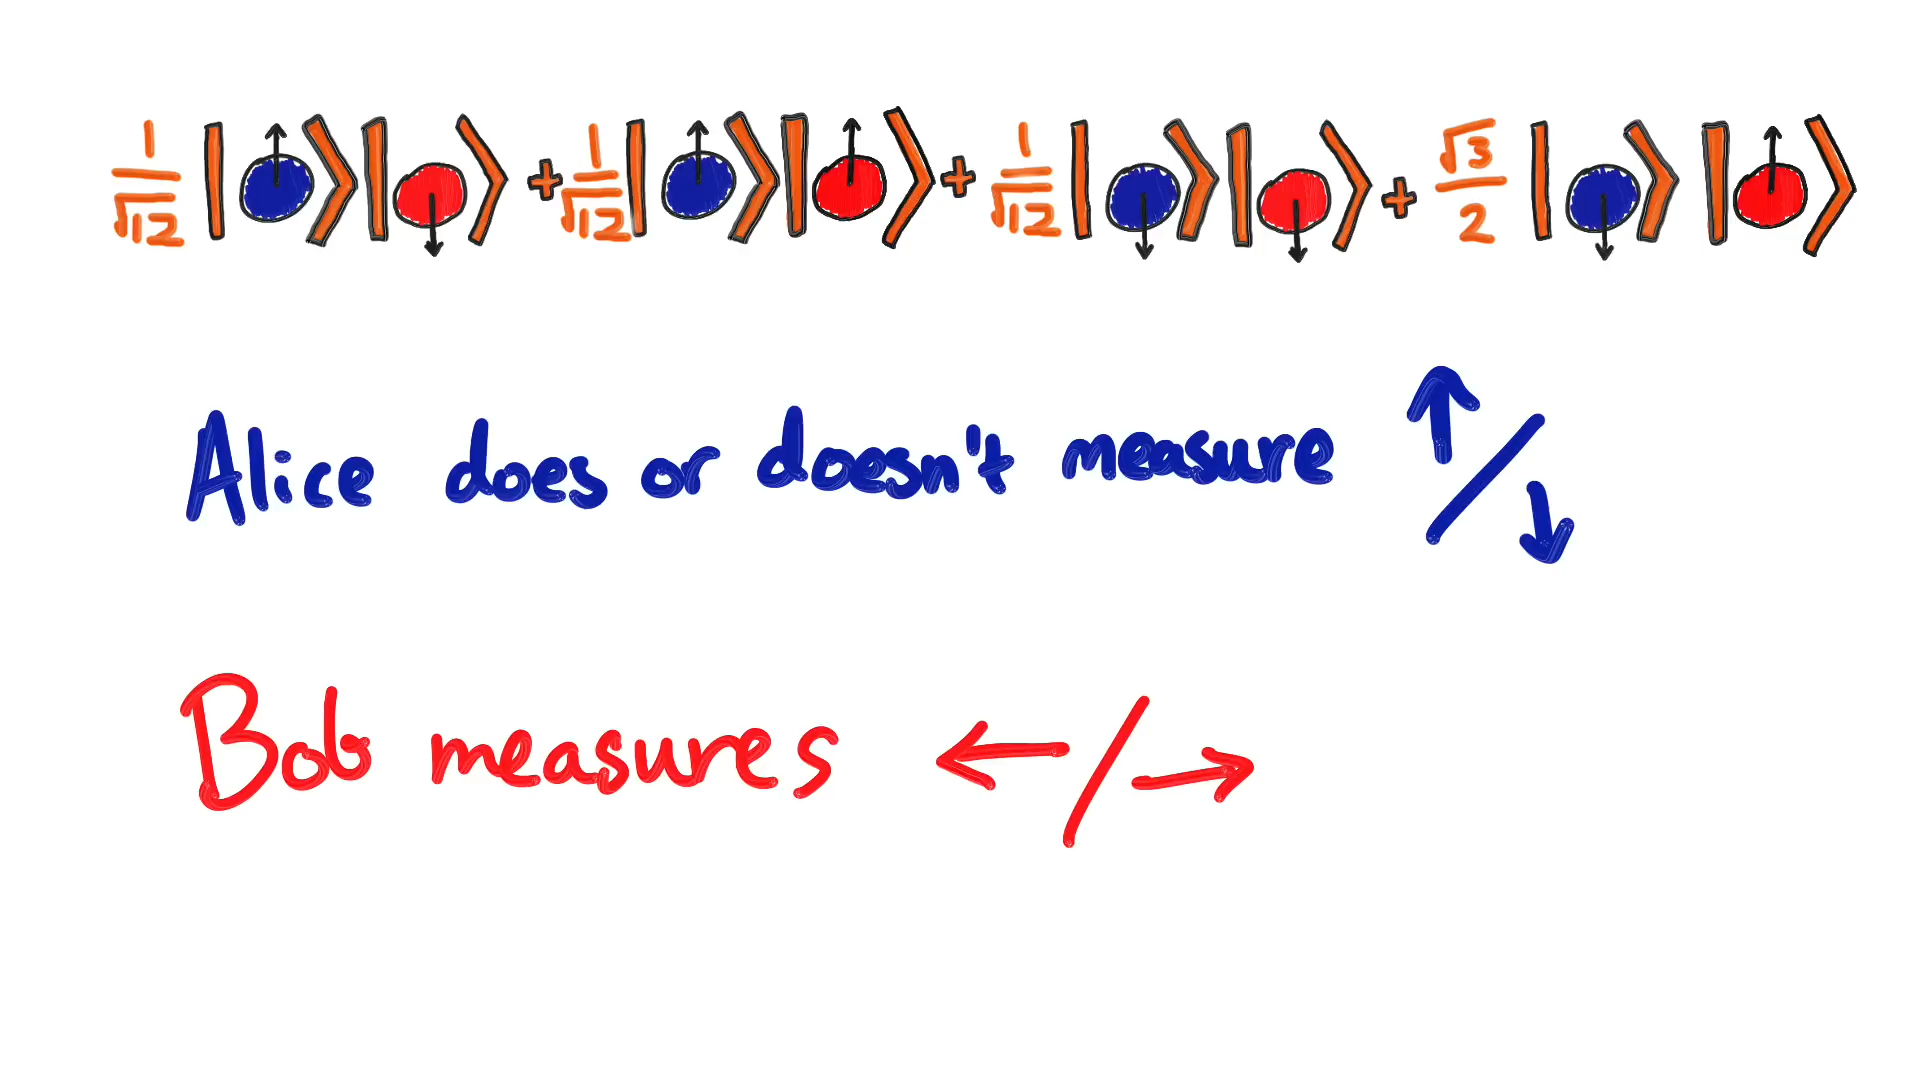 1/√12 |↑⟩|↓⟩ + 1/√12 |↑⟩|↑⟩ + 1/√12 |↓⟩|↓⟩ + √3/2 |↓⟩|↑⟩
Alice does or doesn't measure ↑/↓
Bob measures ←/→